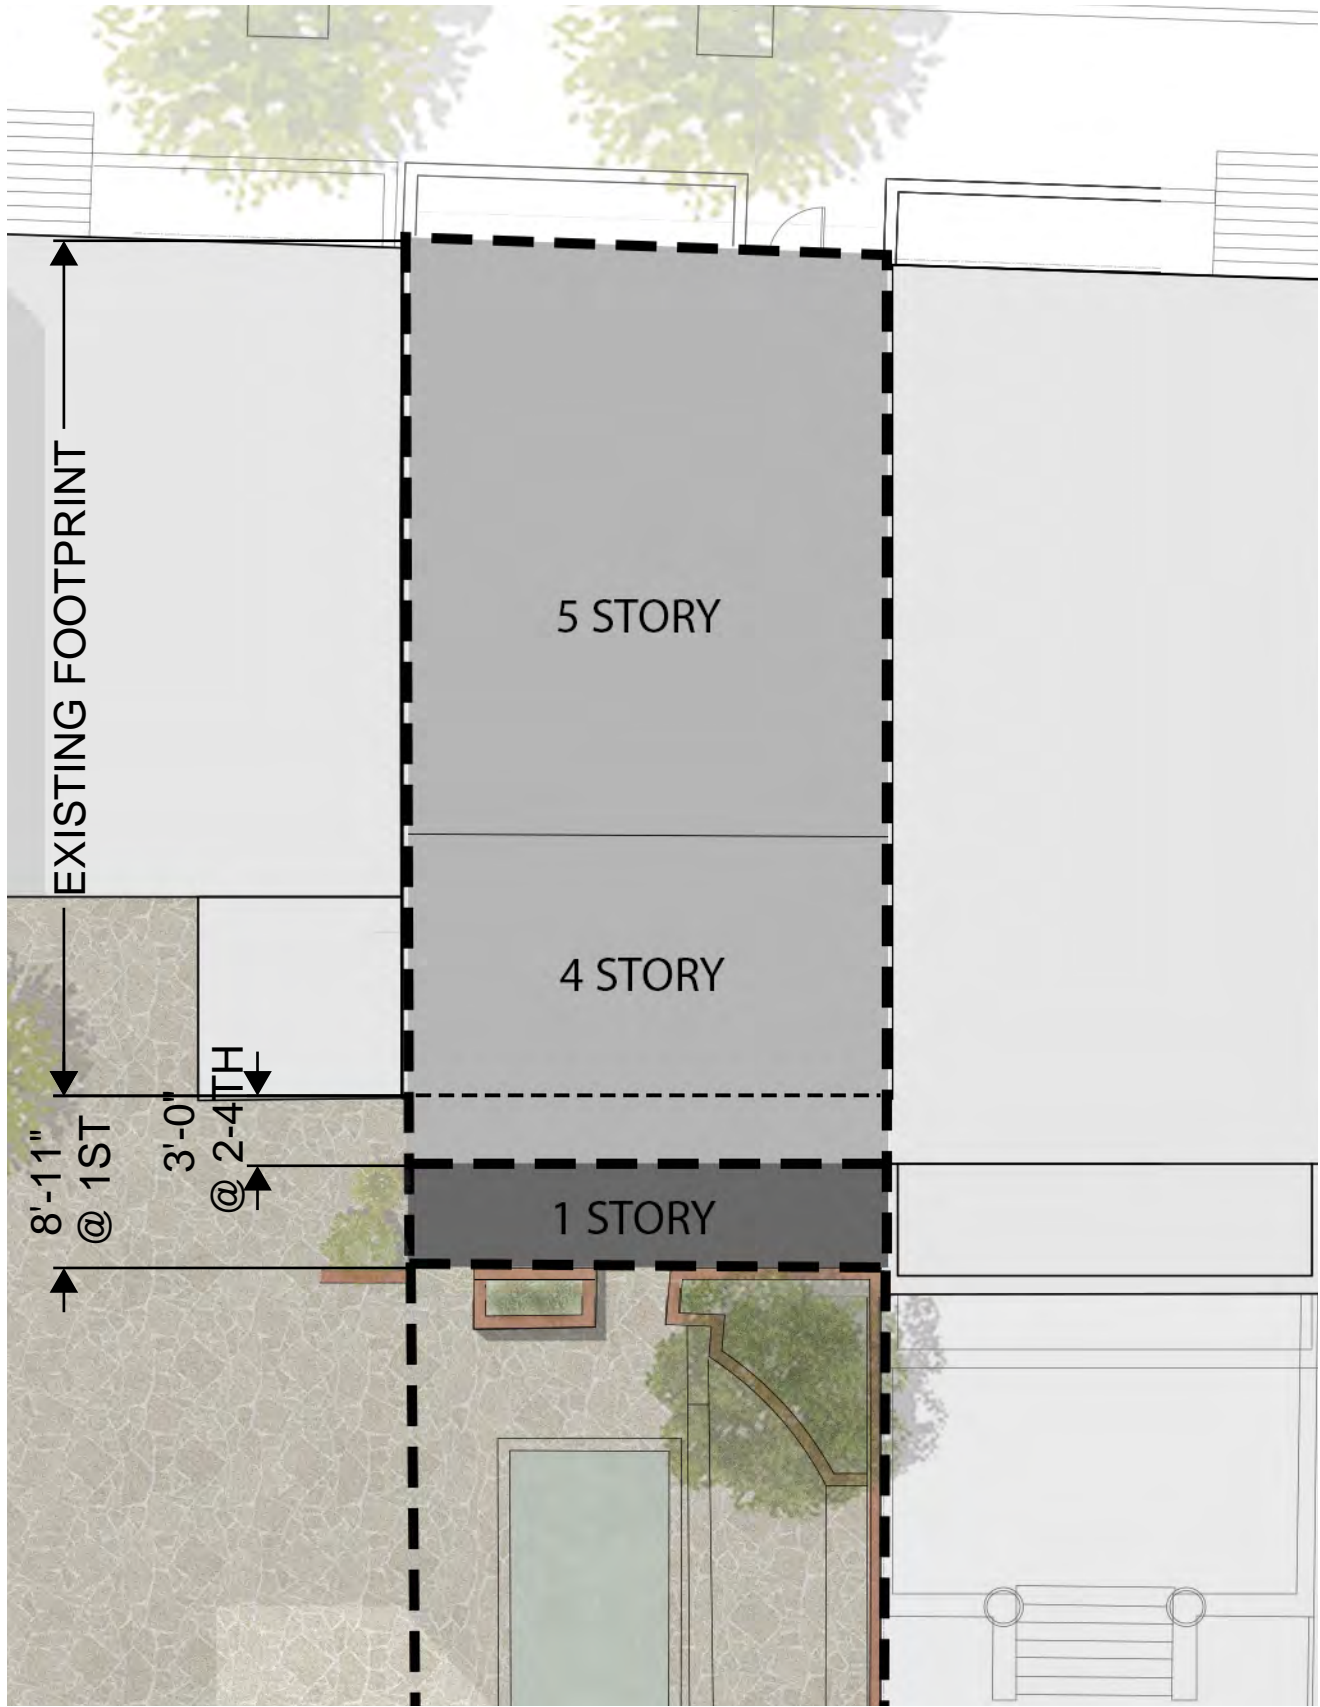 EXISTING FOOTPRINT
5 STORY
4 STORY
8'-11"
@ 1ST
3'-0"
@ 2-4TH
1 STORY